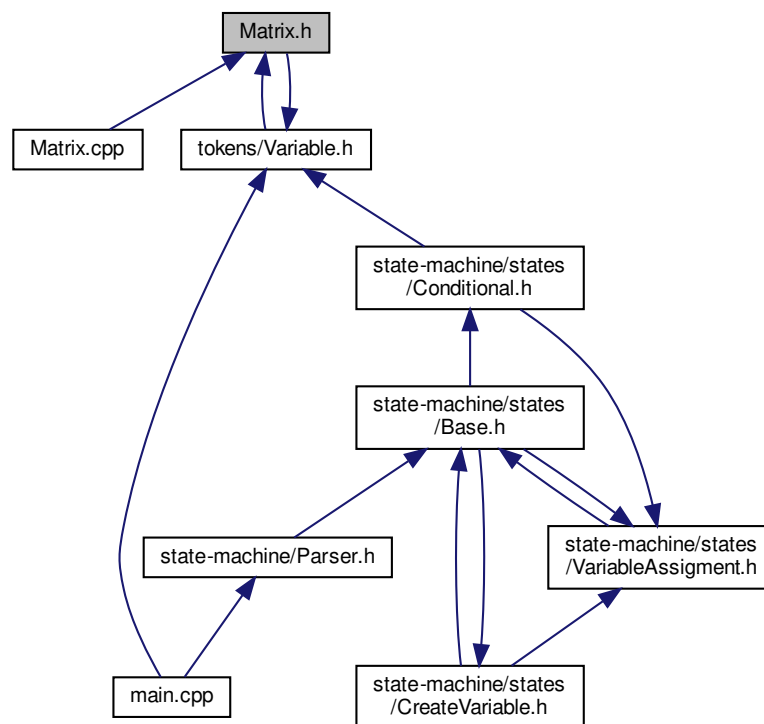 Matrix.h
Matrix.cpp
tokens/Variable.h
state-machine/states
/Conditional.h
state-machine/states
/Base.h
state-machine/Parser.h
state-machine/states
/VariableAssigment.h
main.cpp
state-machine/states
/CreateVariable.h